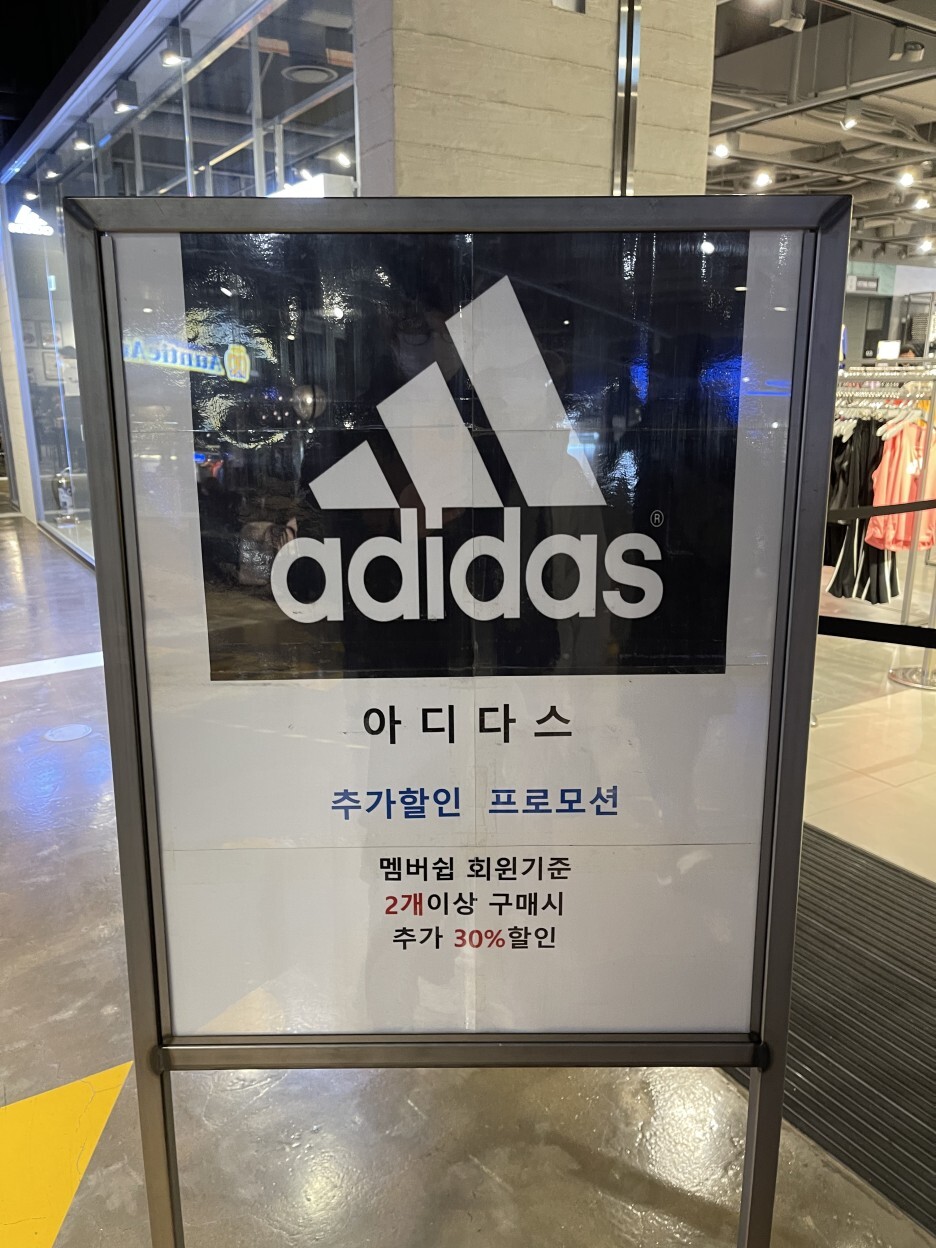 adidas®
아디다스
추가할인 프로모션
멤버쉽 회원기준
2개이상 구매시
추가 30%할인